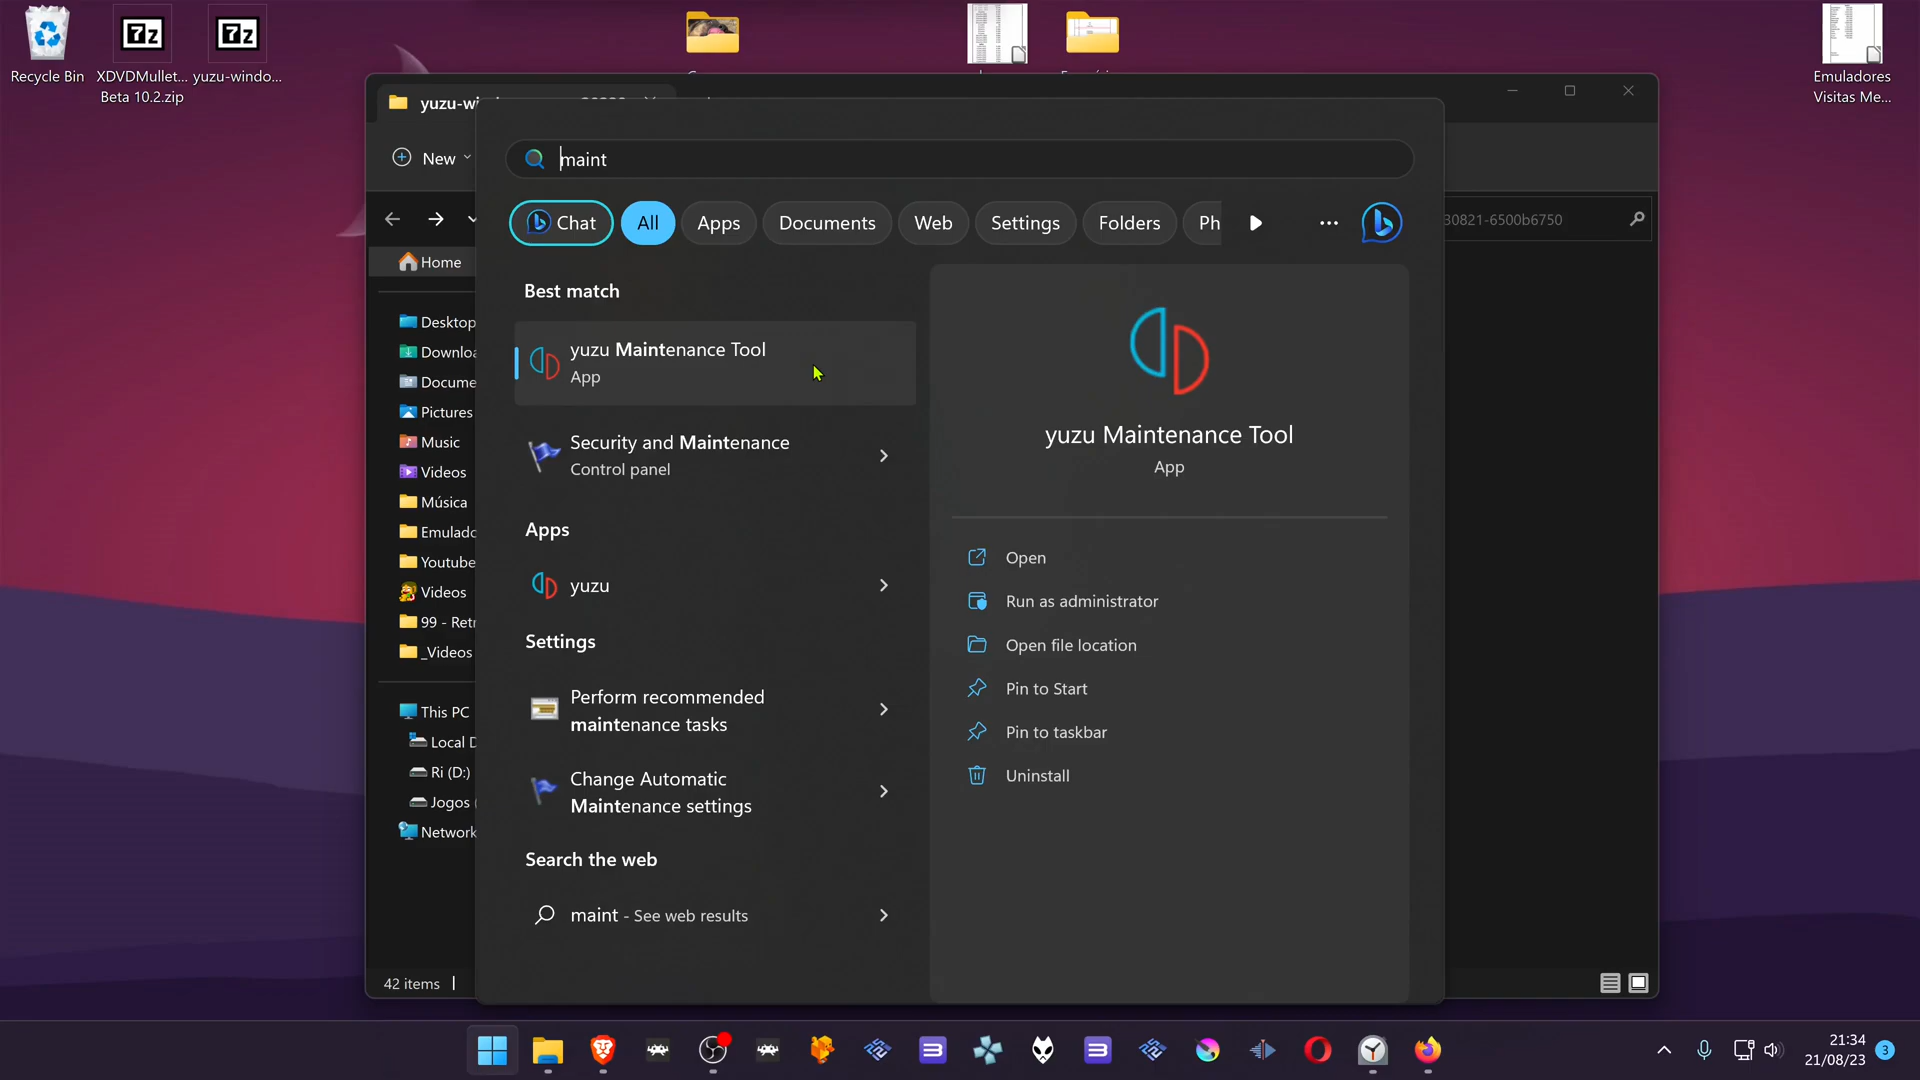 Recycle Bin
XDVDMullet...
Beta 10.2.zip
yuzu-windo...
Emuladores
Visitas Me...
yuzu-wi
New
maint
Chat
All
Apps
Documents
Web
Settings
Folders
Ph
30821-6500b6750
Home
Desktop
Downloa
Docume
Pictures
Music
Videos
Música
Emulado
Youtube
Videos
99 - Retr
_Videos
This PC
Local D
Ri (D:)
Jogos
Network
42 items
Best match
yuzu Maintenance Tool
App
Security and Maintenance
Control panel
Apps
yuzu
Settings
Perform recommended
maintenance tasks
Change Automatic
Maintenance settings
Search the web
maint - See web results
yuzu Maintenance Tool
App
Open
Run as administrator
Open file location
Pin to Start
Pin to taskbar
Uninstall
21:34
21/08/23
3